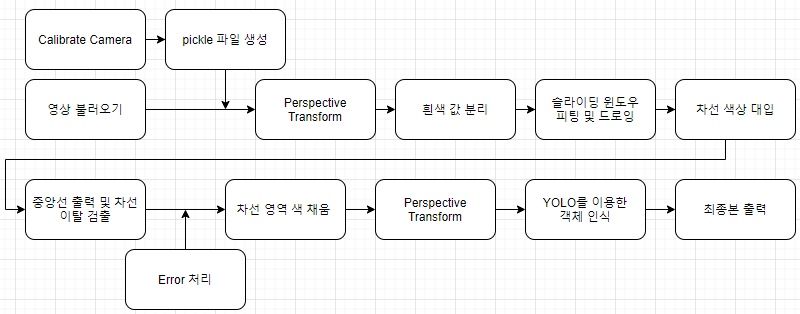 Calibrate Camera
pickle 파일 생성
영상 불러오기
Perspective
Transform
흰색 값 분리
슬라이딩 윈도우
피팅 및 드로잉
차선 색상 대입
중앙선 출력 및 차선
이탈 검출
차선 영역 색 채움
Perspective
Transform
YOLO를 이용한
객체 인식
최종본 출력
Error 처리